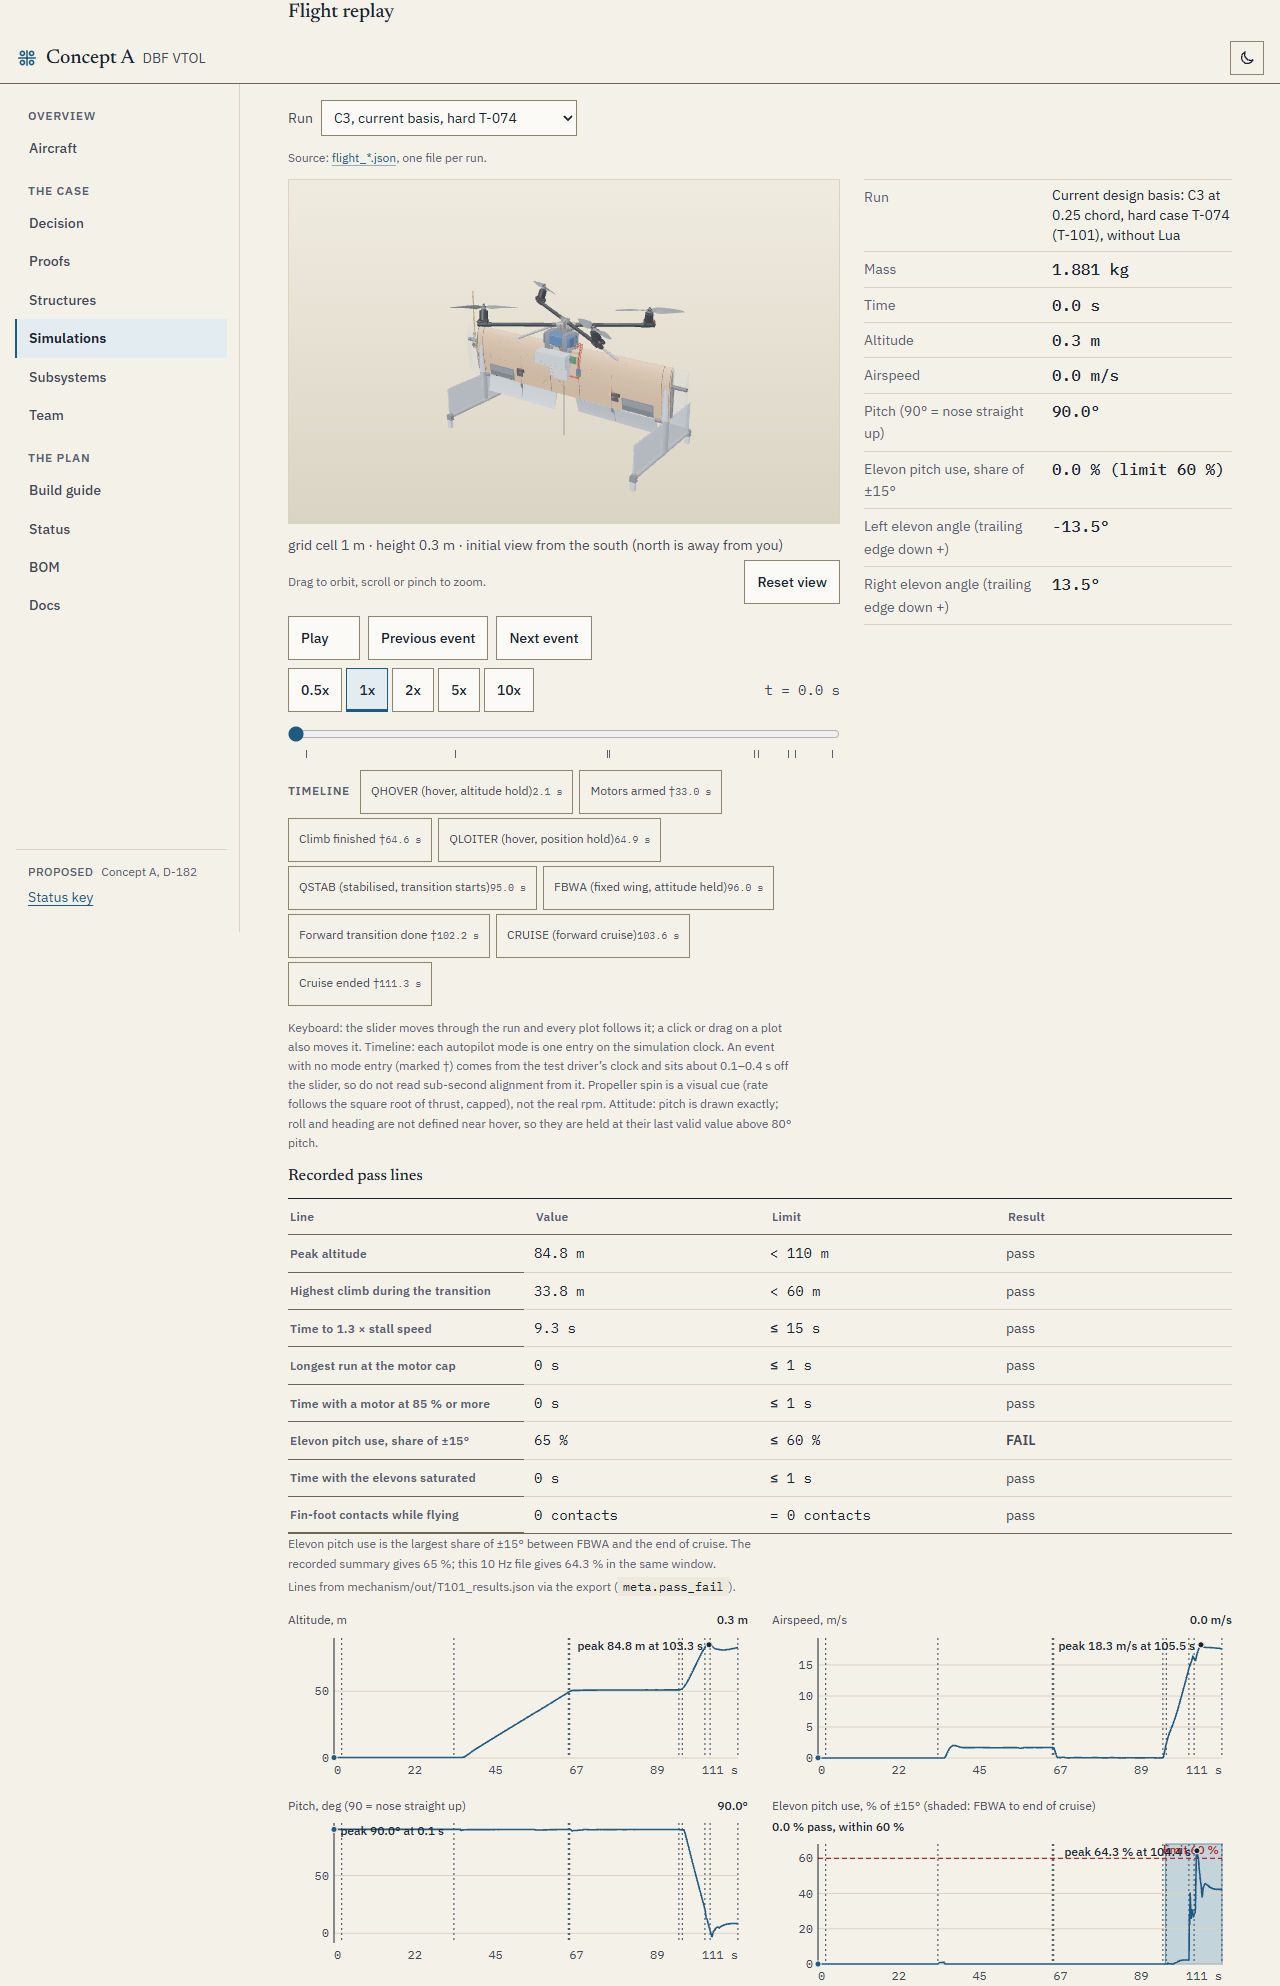 Flight replay
Concept A DBF VTOL
OVERVIEW
Aircraft
THE CASE
Decision
Proofs
Structures
Simulations
Subsystems
Team
THE PLAN
Build guide
Status
BOM
Docs
PROPOSED Concept A, D-182
Status key
Run C3, current basis, hard T-074
Source: flight_*.json, one file per run.
grid cell 1 m · height 0.3 m · initial view from the south (north is away from you)
Drag to orbit, scroll or pinch to zoom.
Reset view
Play
Previous event
Next event
0.5x
1x
2x
5x
10x
t = 0.0 s
TIMELINE
QHOVER (hover, altitude hold)2.1 s
Motors armed †33.0 s
Climb finished †64.6 s
QLOITER (hover, position hold)64.9 s
QSTAB (stabilised, transition starts)95.0 s
FBWA (fixed wing, attitude held)96.0 s
Forward transition done †102.2 s
CRUISE (forward cruise)103.6 s
Cruise ended †111.3 s
Run
Current design basis: C3 at
0.25 chord, hard case T-074
(T-101), without Lua
Mass 1.881 kg
Time 0.0 s
Altitude 0.3 m
Airspeed 0.0 m/s
Pitch (90° = nose straight
up)
90.0°
Elevon pitch use, share of
±15°
0.0 % (limit 60 %)
Left elevon angle (trailing
edge down +)
-13.5°
Right elevon angle (trailing
edge down +)
13.5°
Keyboard: the slider moves through the run and every plot follows it; a click or drag on a plot
also moves it. Timeline: each autopilot mode is one entry on the simulation clock. An event
with no mode entry (marked †) comes from the test driver's clock and sits about 0.1–0.4 s off
the slider, so do not read sub-second alignment from it. Propeller spin is a visual cue (rate
follows the square root of thrust, capped), not the real rpm. Attitude: pitch is drawn exactly;
roll and heading are not defined near hover, so they are held at their last valid value above 80°
pitch.
Recorded pass lines
Line Value Limit Result
Peak altitude 84.8 m < 110 m pass
Highest climb during the transition 33.8 m < 60 m pass
Time to 1.3 × stall speed 9.3 s ≤ 15 s pass
Longest run at the motor cap 0 s ≤ 1 s pass
Time with a motor at 85 % or more 0 s ≤ 1 s pass
Elevon pitch use, share of ±15° 65 % ≤ 60 % FAIL
Time with the elevons saturated 0 s ≤ 1 s pass
Fin-foot contacts while flying 0 contacts = 0 contacts pass
Elevon pitch use is the largest share of ±15° between FBWA and the end of cruise. The
recorded summary gives 65 %; this 10 Hz file gives 64.3 % in the same window.
Lines from mechanism/out/T101_results.json via the export ( meta.pass_fail ).
Altitude, m 0.3 m
peak 84.8 m at 103.3 s
50
0
0 22 45 67 89 111 s
Airspeed, m/s 0.0 m/s
peak 18.3 m/s at 105.5 s
15
10
5
0
0 22 45 67 89 111 s
Pitch, deg (90 = nose straight up) 90.0°
peak 90.0° at 0.1 s
50
0
0 22 45 67 89 111 s
Elevon pitch use, % of ±15° (shaded: FBWA to end of cruise)
0.0 % pass, within 60 %
peak 64.3 % at 104.4 s
60
40
20
0
0 22 45 67 89 111 s